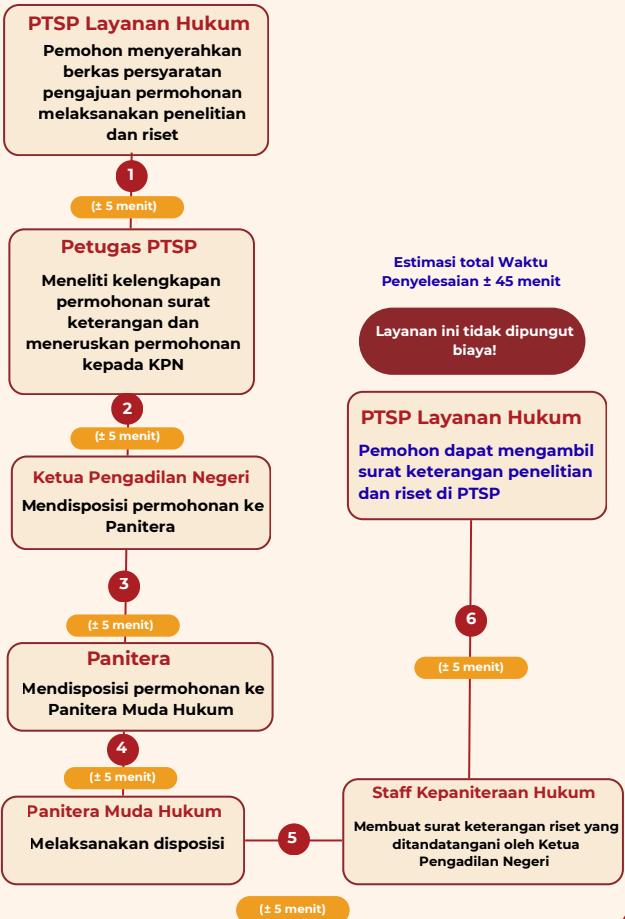 PTSP Layanan Hukum
Pemohon menyerahkan
berkas persyaratan
pengajuan permohonan
melaksanakan penelitian
dan riset
1
(± 5 menit)
Petugas PTSP
Meneliti kelengkapan
permohonan surat
keterangan dan
meneruskan permohonan
kepada KPN
2
(± 5 menit)
Ketua Pengadilan Negeri
Mendisposisi permohonan ke
Panitera
3
(± 5 menit)
Panitera
Mendisposisi permohonan ke
Panitera Muda Hukum
4
(± 5 menit)
Panitera Muda Hukum
Melaksanakan disposisi
5
(± 5 menit)
Staff Kepaniteraan Hukum
Membuat surat keterangan riset yang
ditandatangani oleh Ketua
Pengadilan Negeri
6
(± 5 menit)
PTSP Layanan Hukum
Pemohon dapat mengambil
surat keterangan penelitian
dan riset di PTSP
Layanan ini tidak dipungut
biaya!
Estimasi total Waktu
Penyelesaian ± 45 menit